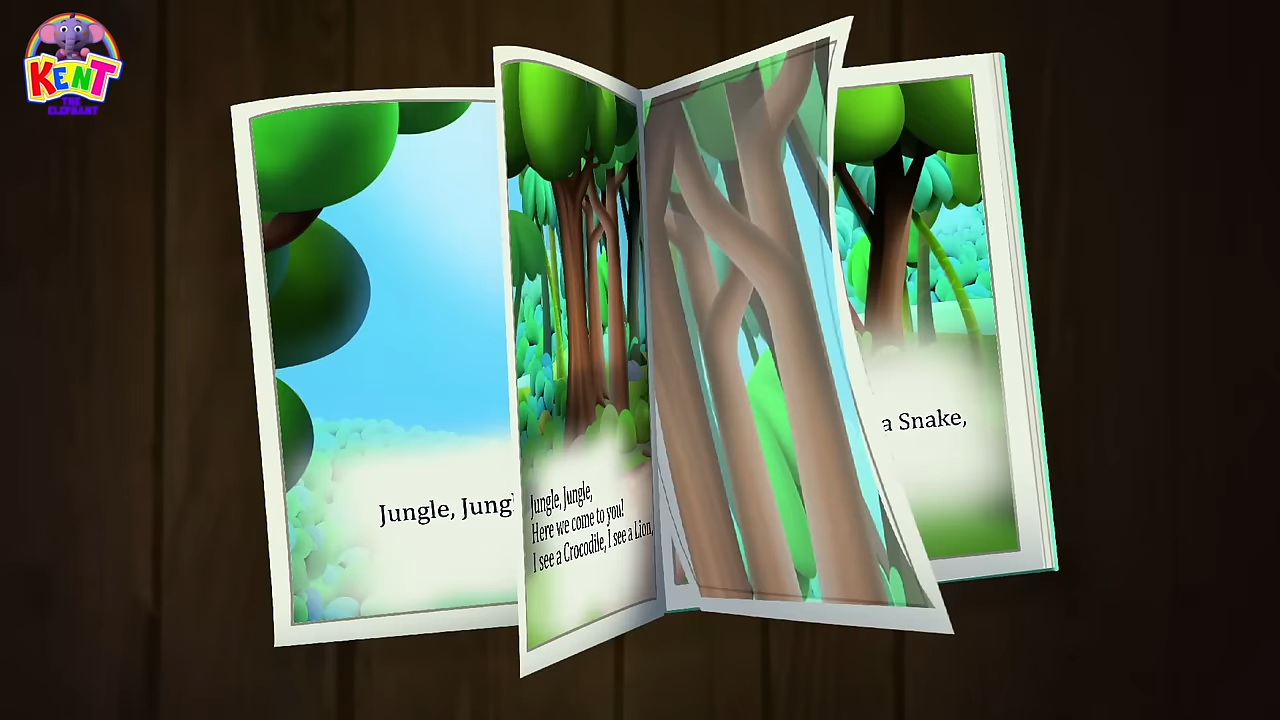 KENT
THE
ELEPHANT
Jungle, Jung
Jungle, Jungle,
Here we come to you!
I see a Crocodile, I see a Lion,
a Snake,